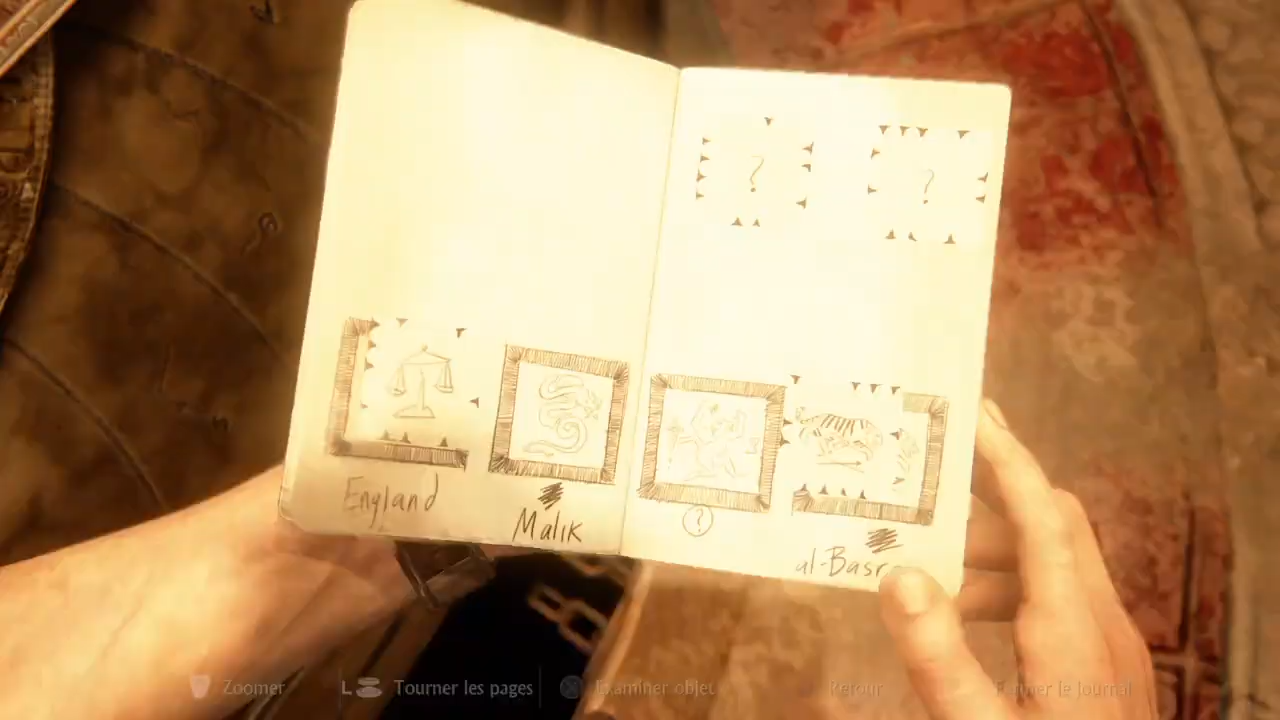 ?
?
England
Malik
?
al-Basr
L
Zoomer
Tourner les pages
Examiner objet
Retour
Fermer le journal